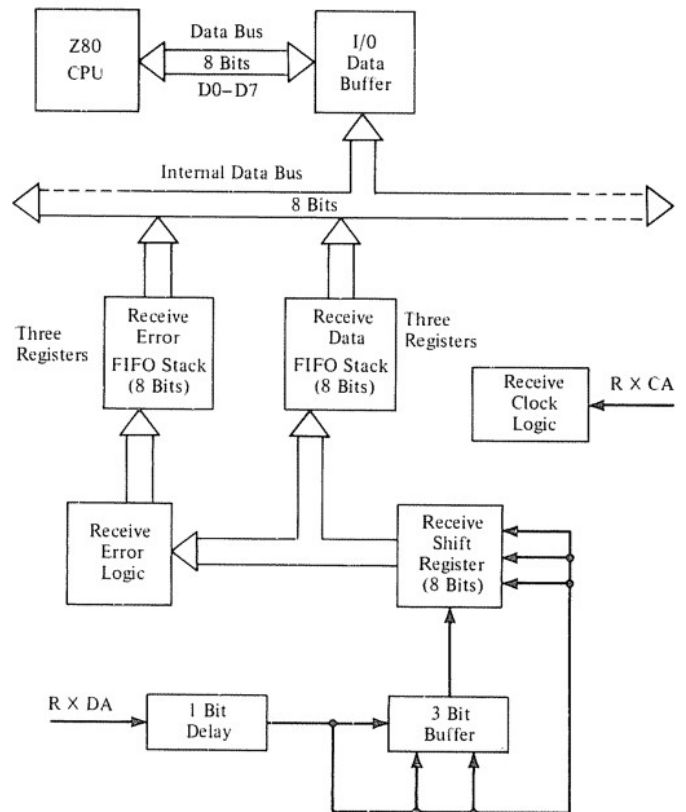 Z80
CPU
Data Bus
8 Bits
D0–D7
I/0
Data
Buffer
Internal Data Bus
8 Bits
Three
Registers
Receive
Error
FIFO Stack
(8 Bits)
Receive
Data
FIFO Stack
(8 Bits)
Three
Registers
Receive
Clock
Logic
R × CA
Receive
Error
Logic
Receive
Shift
Register
(8 Bits)
R × DA
1 Bit
Delay
3 Bit
Buffer